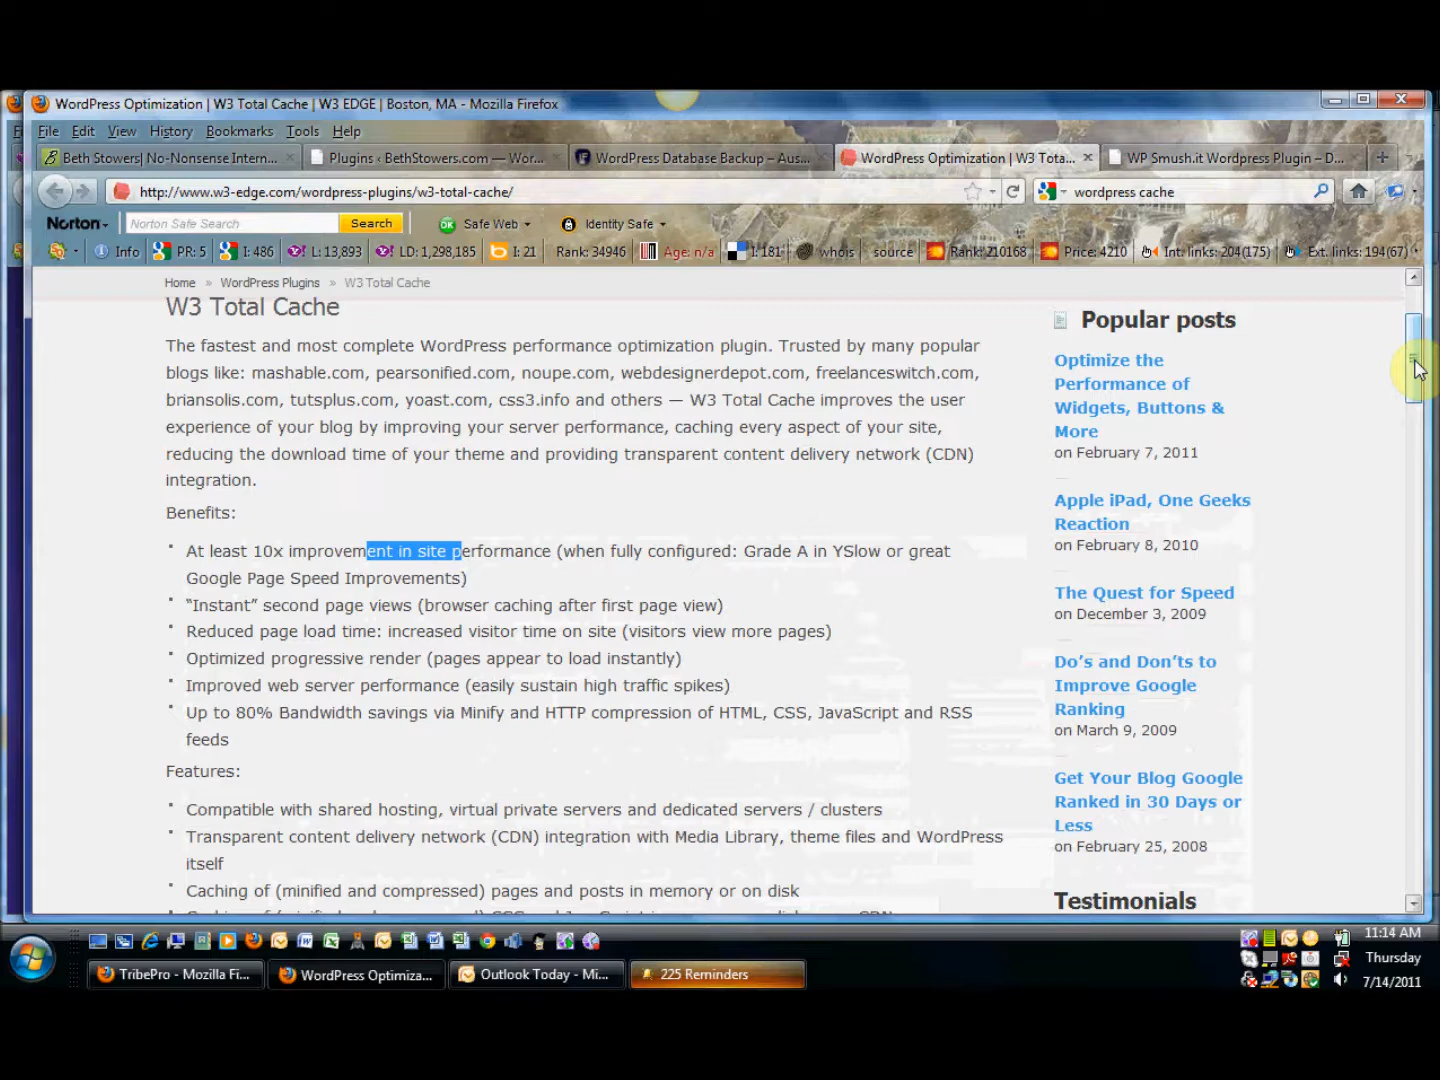 WordPress Optimization | W3 Total Cache | W3 EDGE | Boston, MA - Mozilla Firefox
File Edit View History Bookmarks Tools Help
Beth Stowers| No-Nonsense Intern... Plugins ‹ BethStowers.com — Wor... WordPress Database Backup – Aus... WordPress Optimization | W3 Tota... WP Smush.it Wordpress Plugin – D...
http://www.w3-edge.com/wordpress-plugins/w3-total-cache/ wordpress cache
Norton Norton Safe Search Search OK Safe Web Identity Safe
Info PR: 5 I: 486 L: 13,893 LD: 1,298,185 I: 21 Rank: 34946 Age: n/a I: 181 whois source Rank: 210168 Price: 4210 Int: links: 204(175) Ext. links: 194(67)
Home » WordPress Plugins » W3 Total Cache
W3 Total Cache
The fastest and most complete WordPress performance optimization plugin. Trusted by many popular
blogs like: mashable.com, pearsonified.com, noupe.com, webdesignerdepot.com, freelanceswitch.com,
briansolis.com, tutsplus.com, yoast.com, css3.info and others — W3 Total Cache improves the user
experience of your blog by improving your server performance, caching every aspect of your site,
reducing the download time of your theme and providing transparent content delivery network (CDN)
integration.
Benefits:
At least 10x improvement in site performance (when fully configured: Grade A in YSlow or great
Google Page Speed Improvements)
“Instant” second page views (browser caching after first page view)
Reduced page load time: increased visitor time on site (visitors view more pages)
Optimized progressive render (pages appear to load instantly)
Improved web server performance (easily sustain high traffic spikes)
Up to 80% Bandwidth savings via Minify and HTTP compression of HTML, CSS, JavaScript and RSS
feeds
Features:
Compatible with shared hosting, virtual private servers and dedicated servers / clusters
Transparent content delivery network (CDN) integration with Media Library, theme files and WordPress
itself
Caching of (minified and compressed) pages and posts in memory or on disk
Popular posts
Optimize the
Performance of
Widgets, Buttons &
More
on February 7, 2011
Apple iPad, One Geeks
Reaction
on February 8, 2010
The Quest for Speed
on December 3, 2009
Do’s and Don’ts to
Improve Google
Ranking
on March 9, 2009
Get Your Blog Google
Ranked in 30 Days or
Less
on February 25, 2008
Testimonials
TribePro - Mozilla Fi... WordPress Optimiza... Outlook Today - Mi... 225 Reminders
11:14 AM
Thursday
7/14/2011